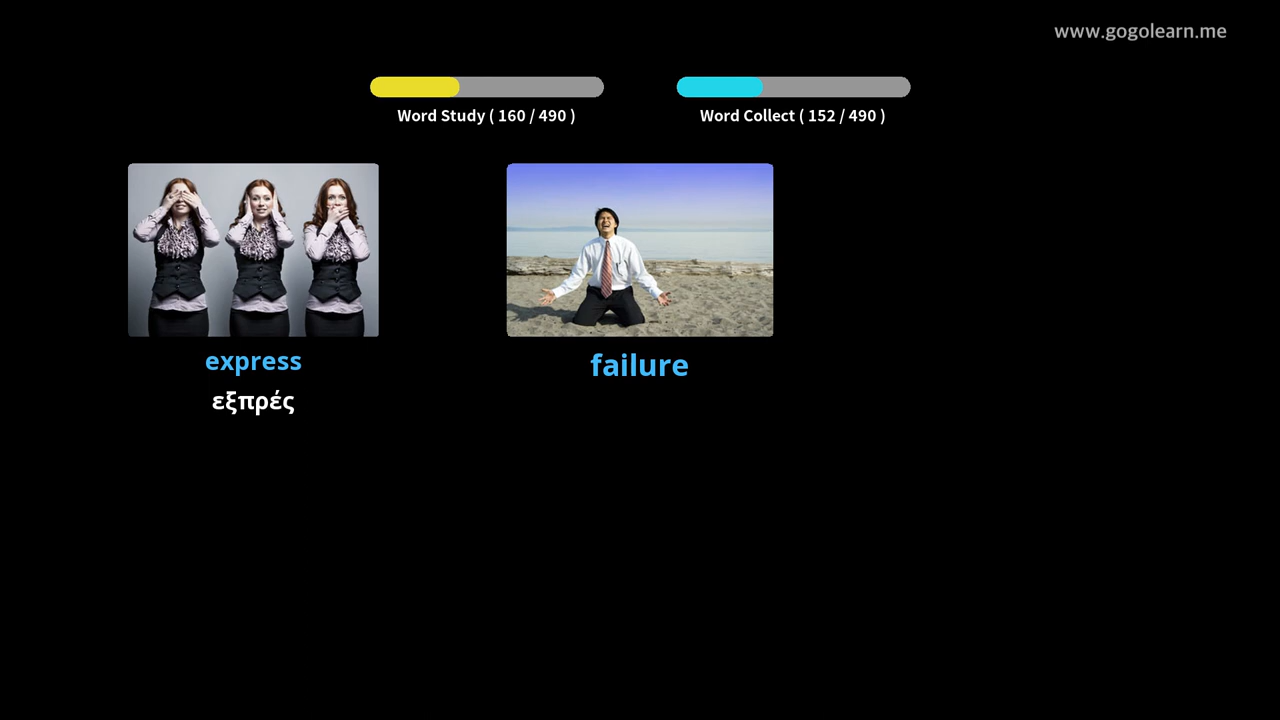 www.gogolearn.me
Word Study ( 160 / 490 )
Word Collect ( 152 / 490 )
express
εξπρές
failure